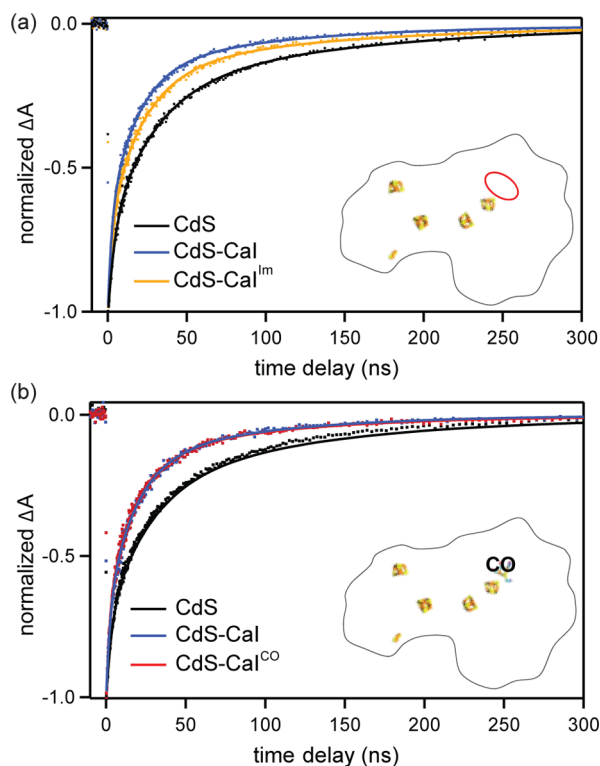 (a)
0.0
-0.5
-1.0
normalized ΔA
CdS
CdS-CaI
CdS-CaI^Im
0 50 100 150 200 250 300
time delay (ns)
(b)
0.0
-0.5
-1.0
normalized ΔA
CO
CdS
CdS-CaI
CdS-CaI^CO
0 50 100 150 200 250 300
time delay (ns)